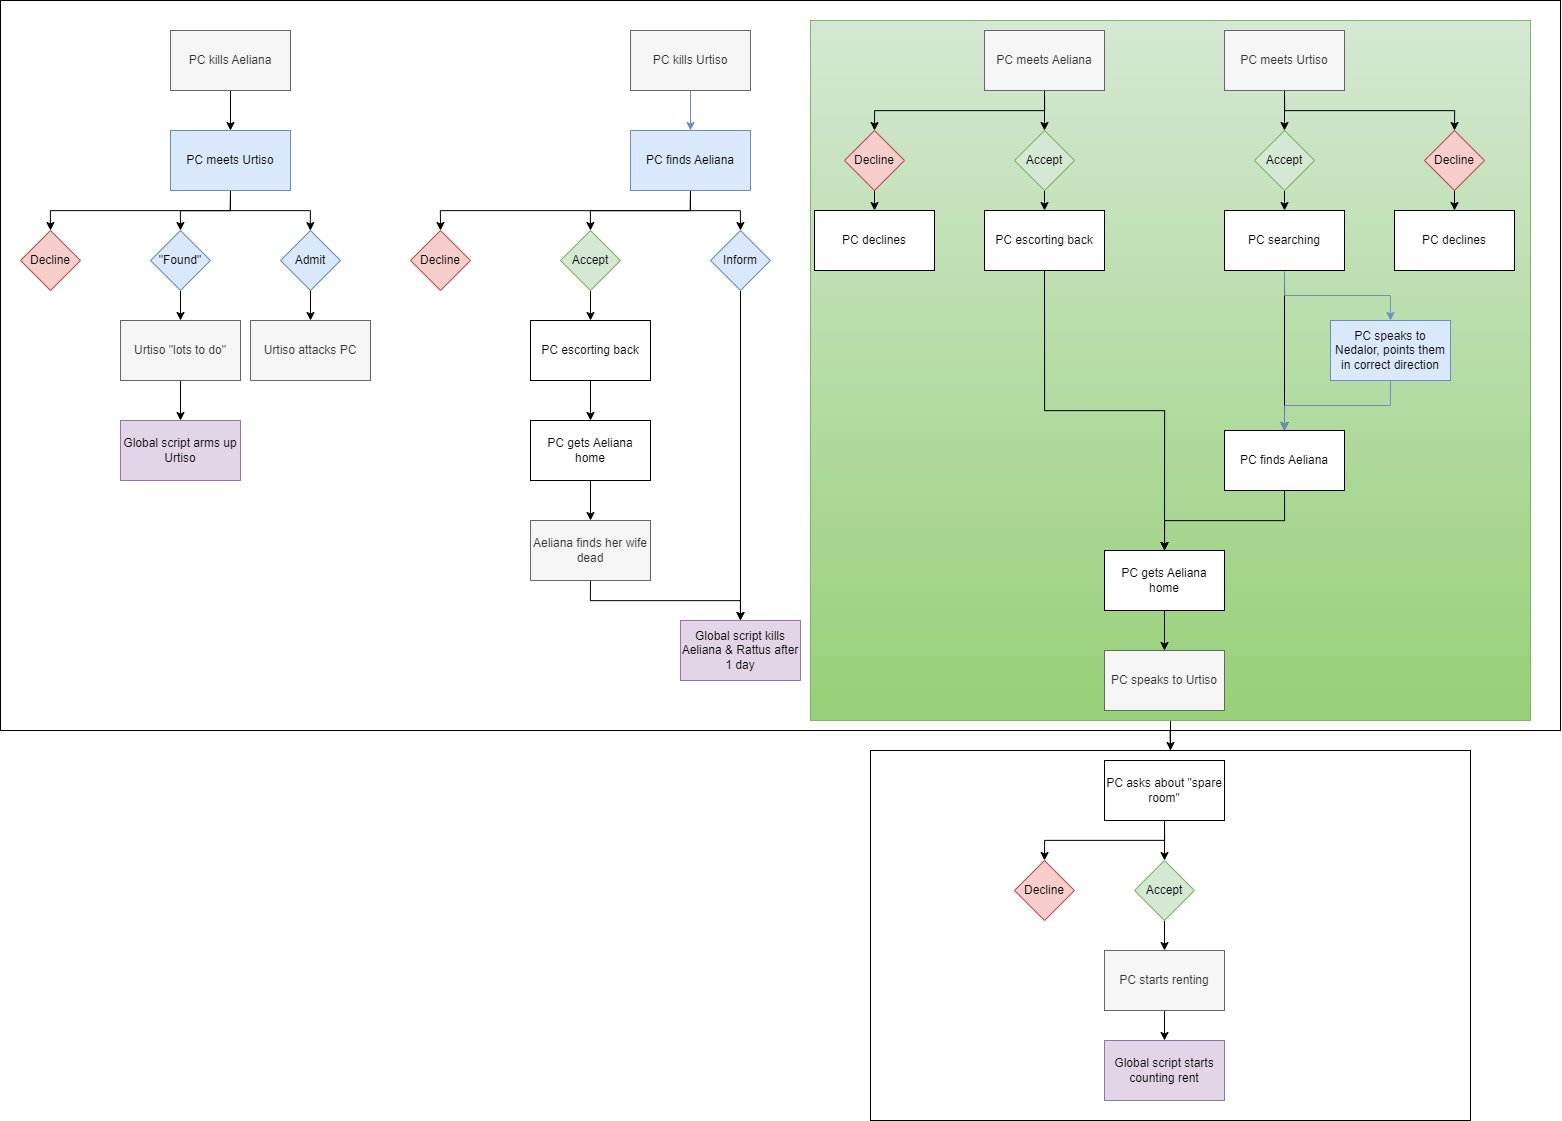 PC kills Aeliana
PC kills Urtiso
PC meets Aeliana
PC meets Urtiso
PC meets Urtiso
PC finds Aeliana
Decline
Accept
Accept
Decline
PC declines
PC escorting back
PC searching
PC declines
Decline
"Found"
Admit
Decline
Accept
Inform
Urtiso "lots to do"
Urtiso attacks PC
PC escorting back
PC speaks to
Nedalor, points them
in correct direction
Global script arms up
Urtiso
PC gets Aeliana
home
PC finds Aeliana
Aeliana finds her wife
dead
PC gets Aeliana
home
Global script kills
Aeliana & Rattus after
1 day
PC speaks to Urtiso
PC asks about "spare
room"
Decline
Accept
PC starts renting
Global script starts
counting rent